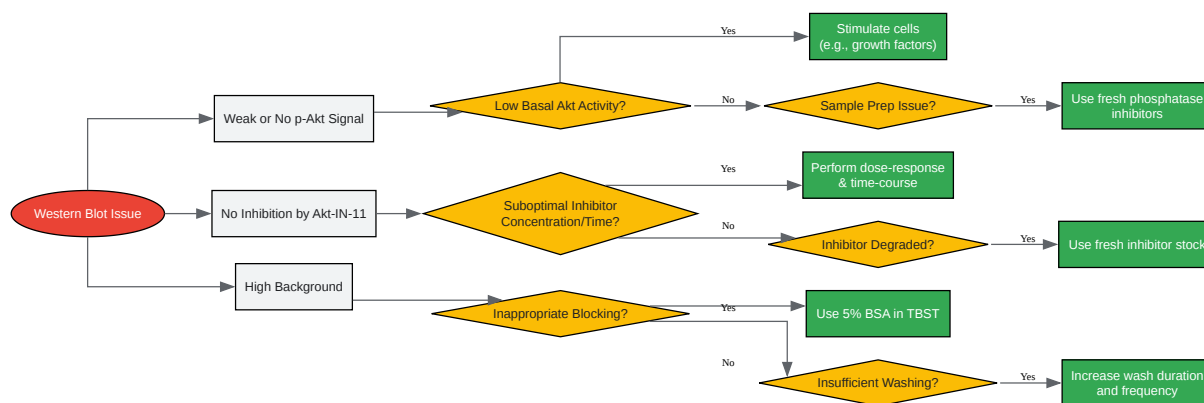 Yes
Stimulate cells
(e.g., growth factors)
Weak or No p-Akt Signal
Low Basal Akt Activity?
No
Sample Prep Issue?
Yes
Use fresh phosphatase
inhibitors
Western Blot Issue
No Inhibition by Akt-IN-11
Suboptimal Inhibitor
Concentration/Time?
Yes
Perform dose-response
& time-course
No
Inhibitor Degraded?
Yes
Use fresh inhibitor stock
High Background
Inappropriate Blocking?
Yes
Use 5% BSA in TBST
No
Insufficient Washing?
Yes
Increase wash duration
and frequency